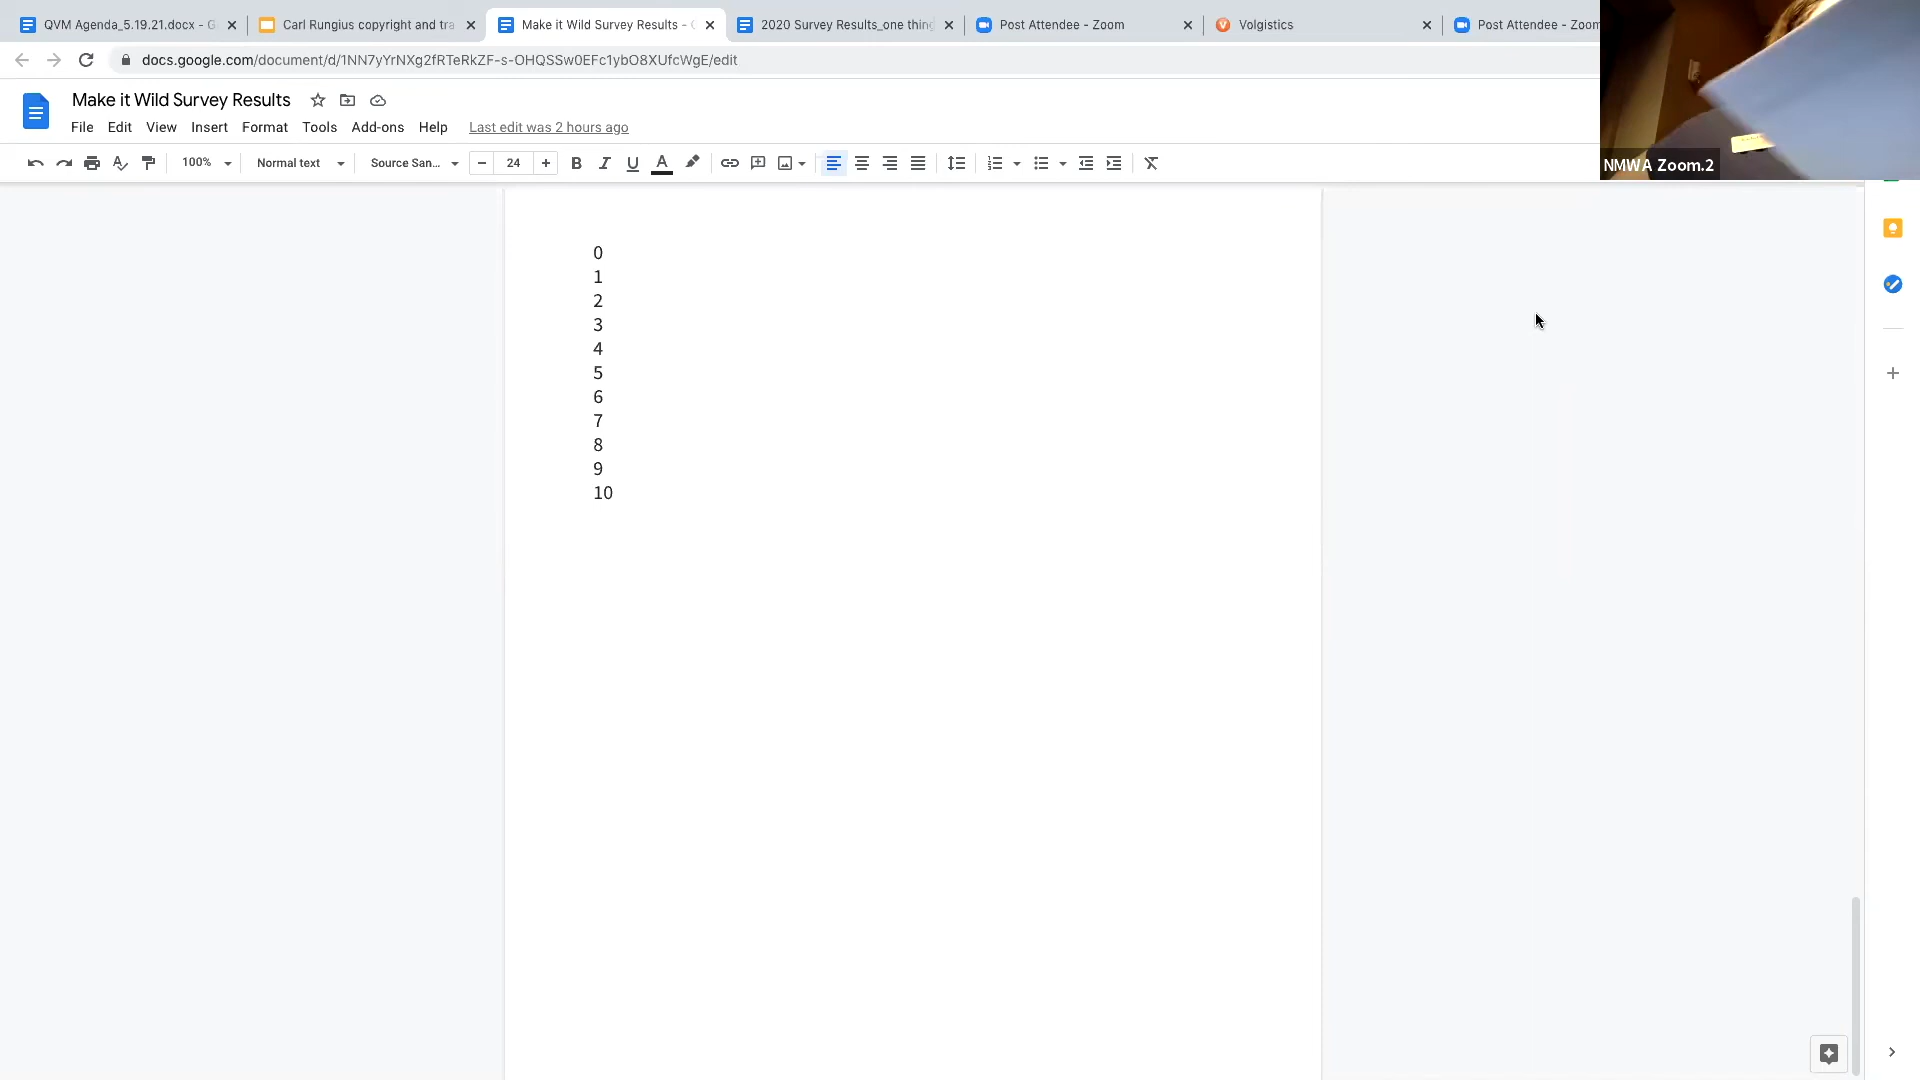 QVM Agenda_5.19.21.docx - G
Carl Rungius copyright and tra
Make it Wild Survey Results -
2020 Survey Results_one thing
Post Attendee - Zoom
Volgistics
Post Attendee - Zoom
docs.google.com/document/d/1NN7yYrNXg2fRTeRkZF-s-OHQSSw0EFc1ybO8XUfcWgE/edit
Make it Wild Survey Results
File Edit View Insert Format Tools Add-ons Help Last edit was 2 hours ago
100% Normal text Source San... − 24 + B I U A
NMWA Zoom.2
0
1
2
3
4
5
6
7
8
9
10